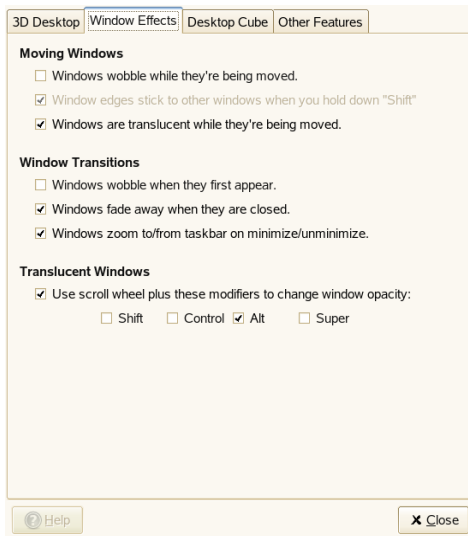 3D Desktop Window Effects Desktop Cube Other Features
Moving Windows
Windows wobble while they're being moved.
Window edges stick to other windows when you hold down "Shift"
Windows are translucent while they're being moved.
Window Transitions
Windows wobble when they first appear.
Windows fade away when they are closed.
Windows zoom to/from taskbar on minimize/unminimize.
Translucent Windows
Use scroll wheel plus these modifiers to change window opacity:
Shift Control Alt Super
Help Close